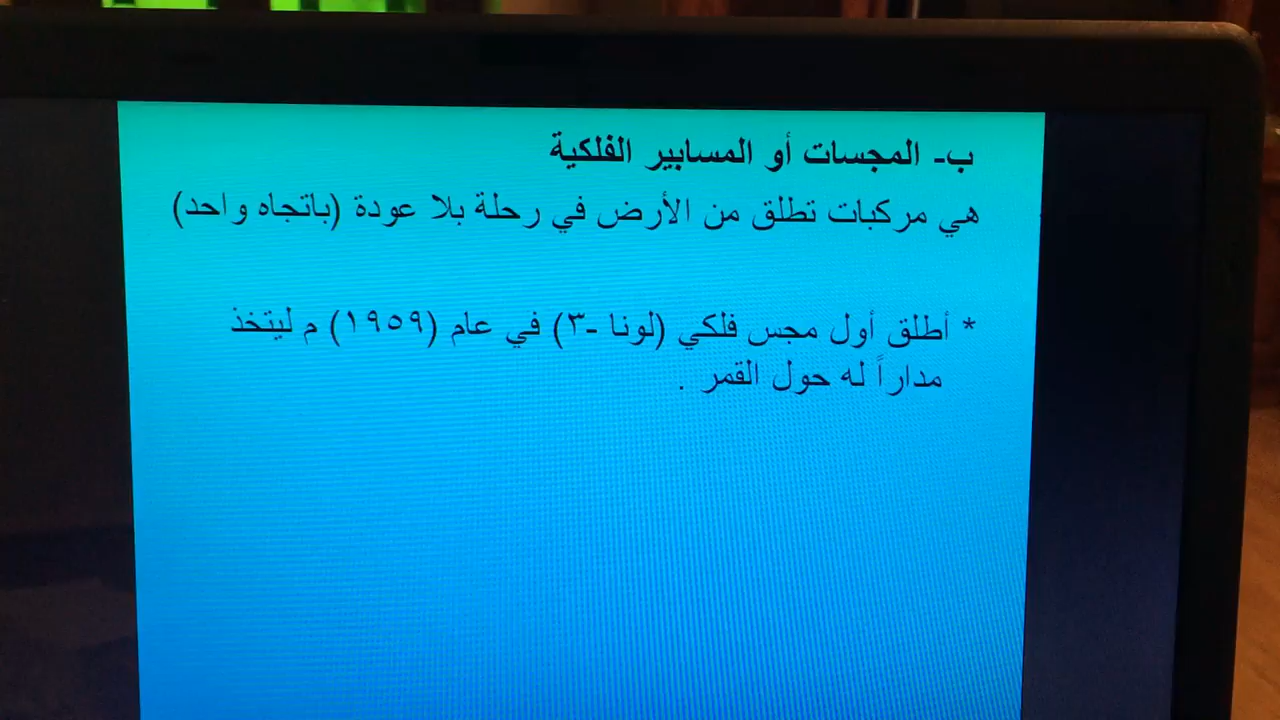 ب- المجسات أو المسابير الفلكية
هي مركبات تطلق من الأرض في رحلة بلا عودة (باتجاه واحد)
* أطلق أول مجس فلكي (لونا -٣) في عام (١٩٥٩) م ليتخذ
مداراً له حول القمر .